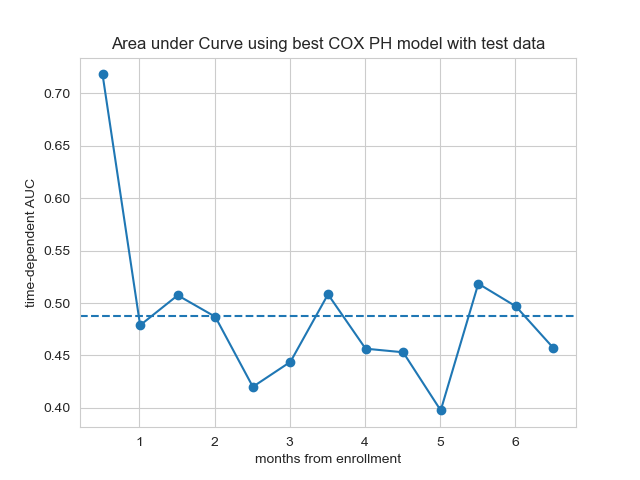 Area under Curve using best COX PH model with test data
time-dependent AUC
0.70
0.65
0.60
0.55
0.50
0.45
0.40
1 2 3 4 5 6
months from enrollment